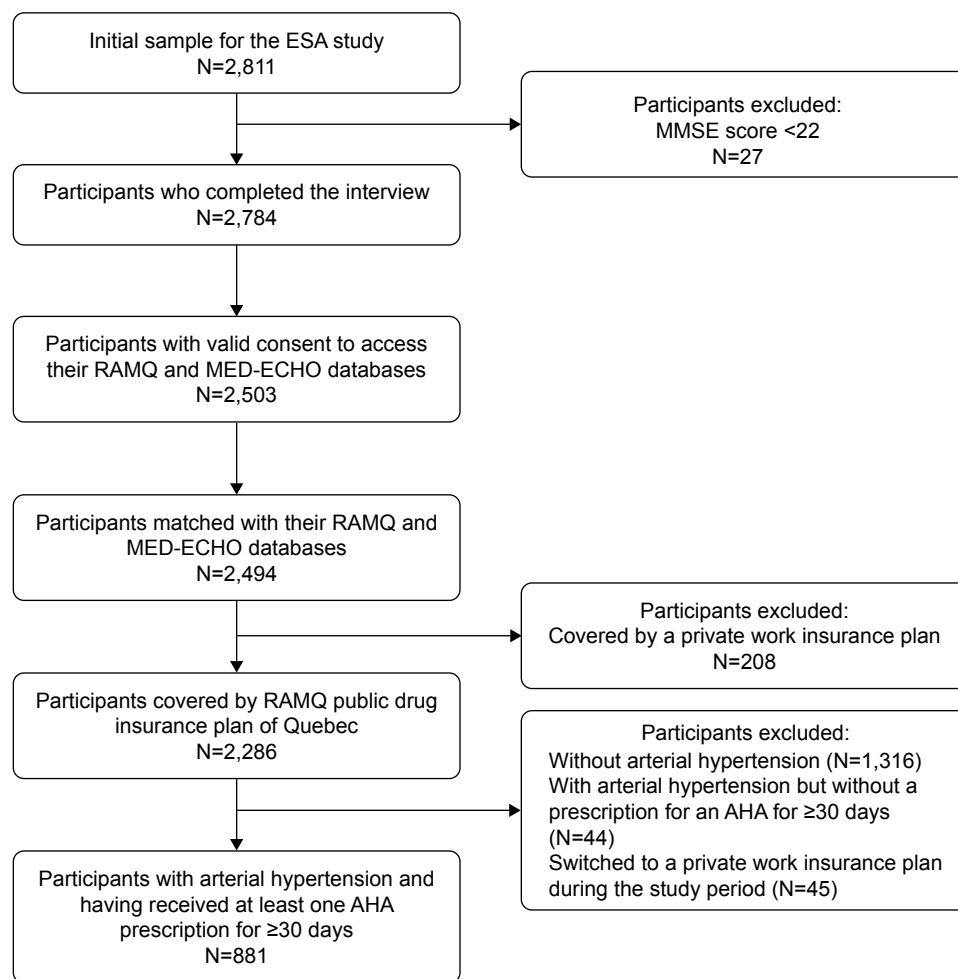 Initial sample for the ESA study
N=2,811
Participants excluded:
MMSE score <22
N=27
Participants who completed the interview
N=2,784
Participants with valid consent to access
their RAMQ and MED-ECHO databases
N=2,503
Participants matched with their RAMQ and
MED-ECHO databases
N=2,494
Participants excluded:
Covered by a private work insurance plan
N=208
Participants covered by RAMQ public drug
insurance plan of Quebec
N=2,286
Participants excluded:
Without arterial hypertension (N=1,316)
With arterial hypertension but without a
prescription for an AHA for ≥30 days
(N=44)
Switched to a private work insurance plan
during the study period (N=45)
Participants with arterial hypertension and
having received at least one AHA
prescription for ≥30 days
N=881